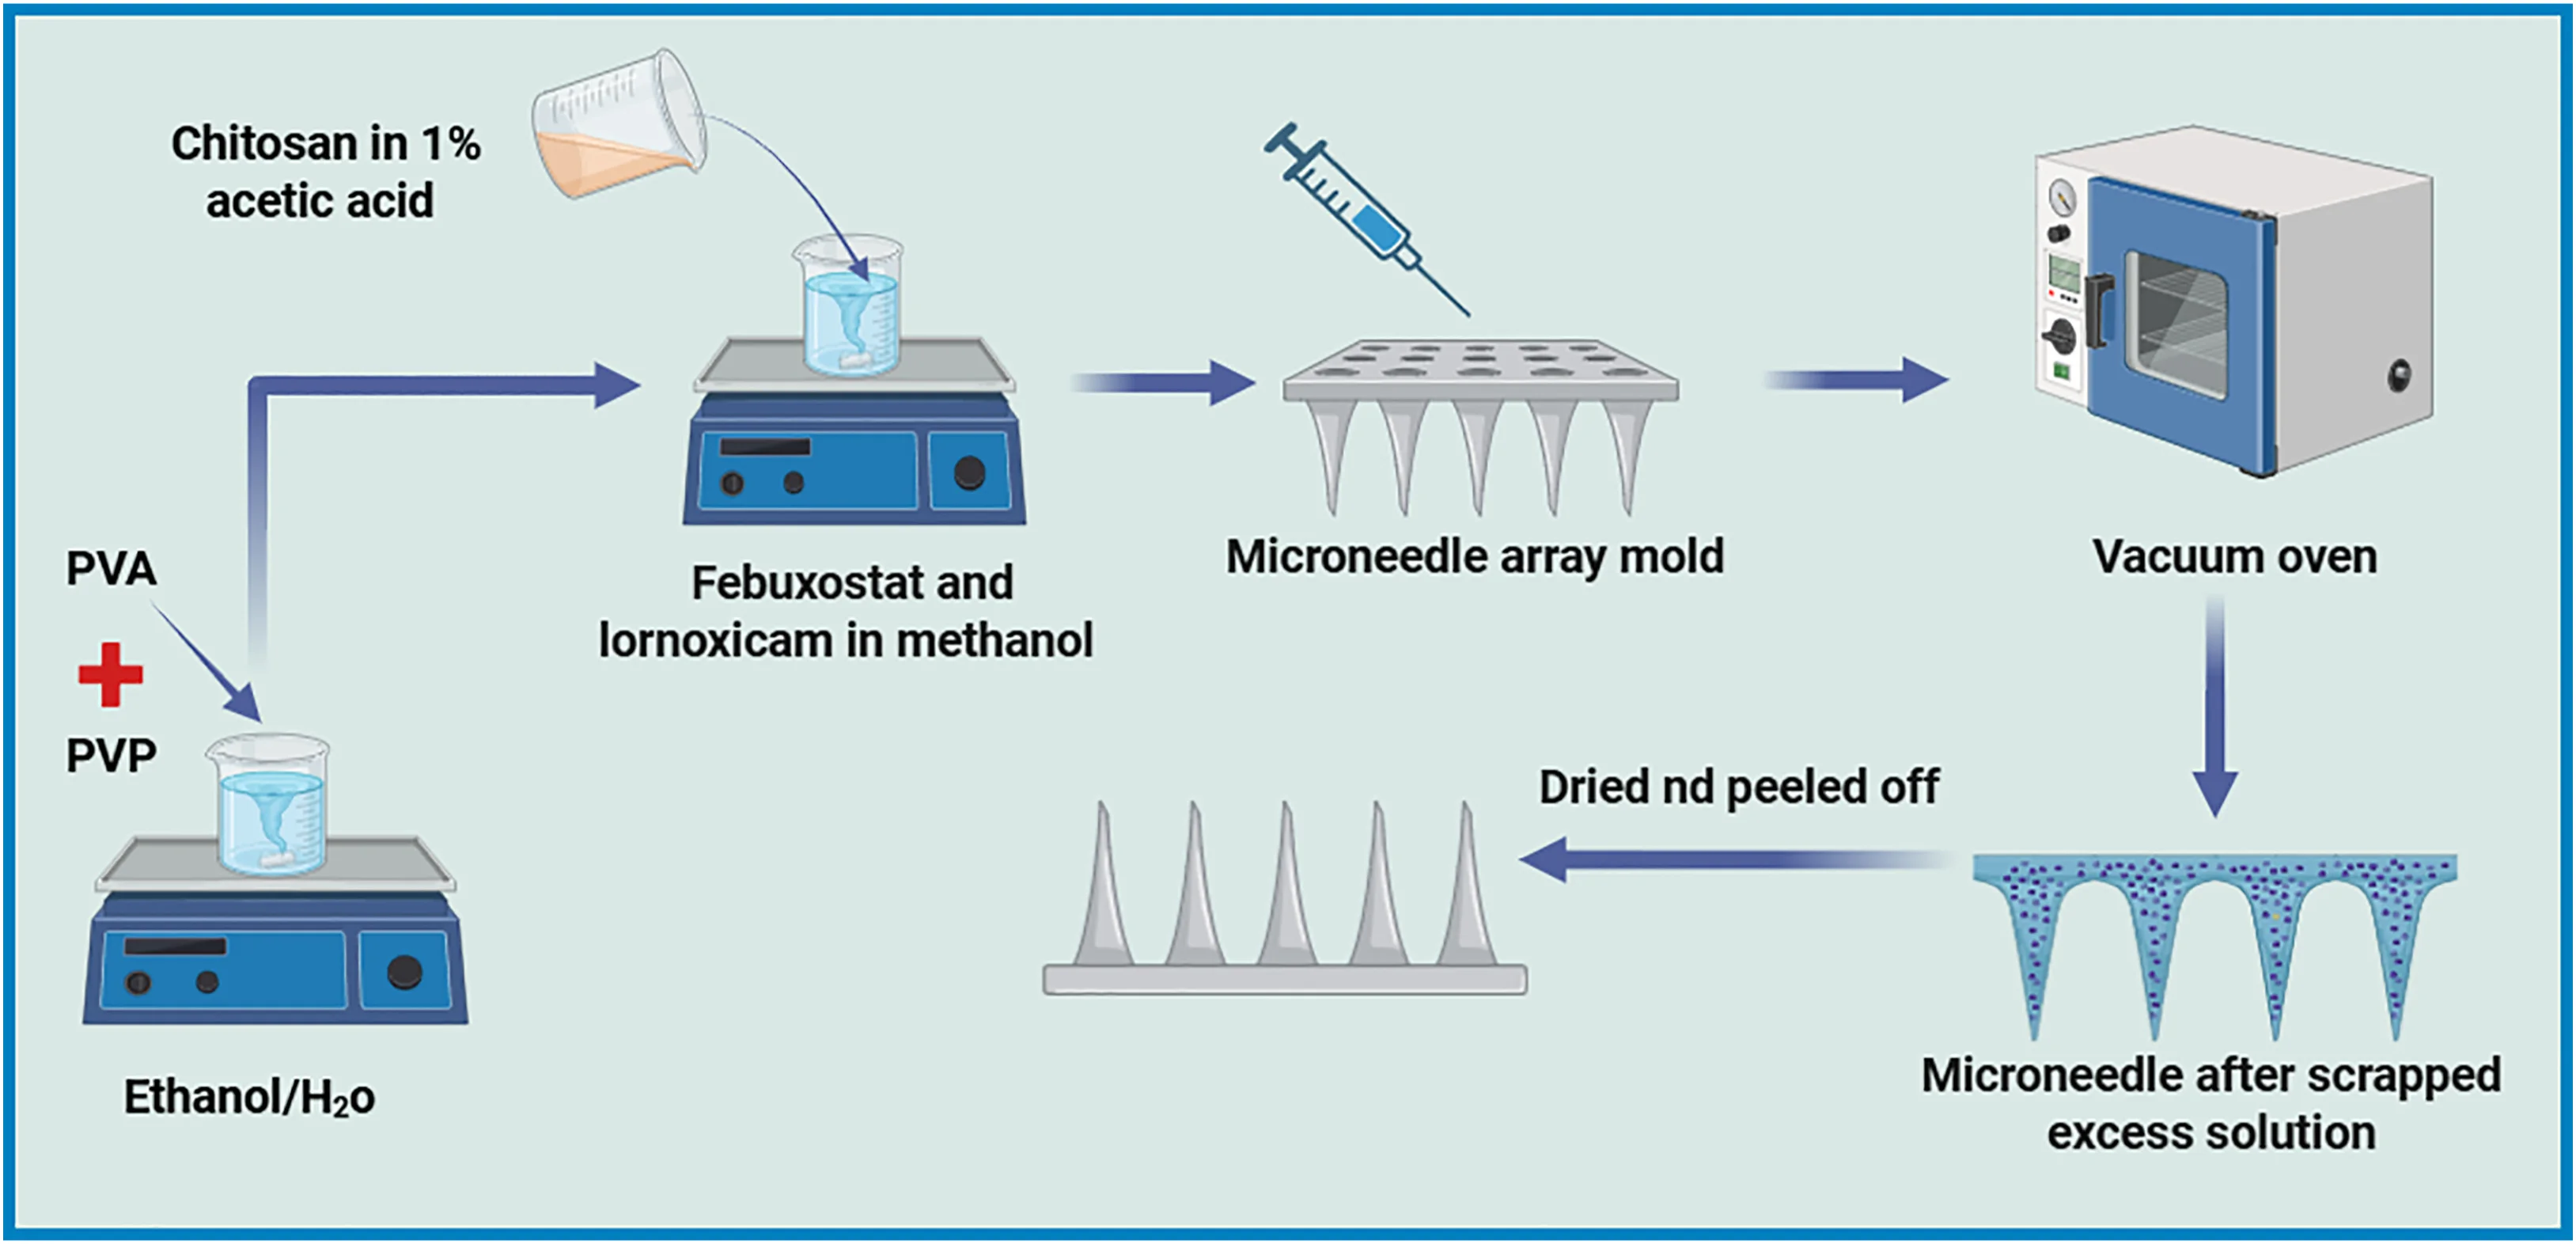 Chitosan in 1%
acetic acid
PVA
PVP
Ethanol/H₂o
Febuxostat and
lornoxicam in methanol
Microneedle array mold
Vacuum oven
Microneedle after scrapped
excess solution
Dried nd peeled off